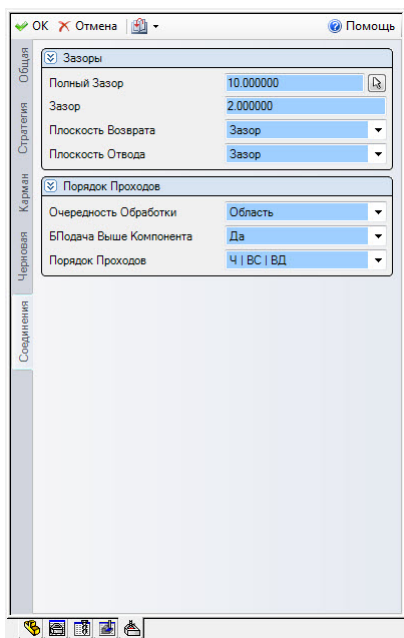 OK Отмена Помощь
Общая
Стратегия
Карман
Черновая
Соединения
Зазоры
Полный Зазор 10.000000
Зазор 2.000000
Плоскость Возврата Зазор
Плоскость Отвода Зазор
Порядок Проходов
Очередность Обработки Область
БПодача Выше Компонента Да
Порядок Проходов Ч | ВС | ВД